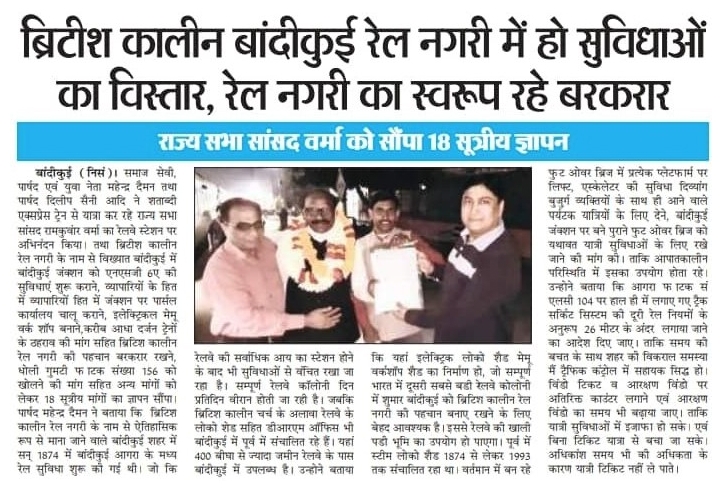 ब्रिटीश कालीन बांदीकुई रेल नगरी में हो सुविधाओं
का विस्तार, रेल नगरी का स्वरूप रहे बरकरार
राज्य सभा सांसद वर्मा को सौंपा 18 सूत्रीय ज्ञापन
बांदीकुई (निसं)। समाज सेवी,
पार्षद एवं युवा नेता महेन्द्र दैमन तथा
पार्षद दिलीप सैनी आदि ने शताब्दी
एक्सप्रेस ट्रेन से यात्रा कर रहे राज्य सभा
सांसद रामकुंवार वर्मा का रेलवे स्टेशन पर
अभिनंदन किया। तथा ब्रिटिश कालीन
रेल नगरी के नाम से विख्यात बांदीकुई में
बांदीकुई जंक्शन को एनएसजी 6ए की
सुविधाएं शुरू कराने, व्यापारियों के हित
में व्यापारियों हित में जंक्शन पर पार्सल
कार्यालय चालू कराने, इलेक्ट्रिकल मेमू
वर्क शॉप बनाने,करीब आधा दर्जन ट्रेनों
के ठहराव की मांग सहित ब्रिटिश कालीन
रेल नगरी की पहचान बरकरार रखने,
धोली गुमटी फाटक संख्या 156 को
खोलने की मांग सहित अन्य मांगों को
लेकर 18 सूत्रीय मांगों का ज्ञापन सौंपा।
पार्षद महेन्द्र दैमन ने बताया कि ब्रिटिश
कालीन रेल नगरी के नाम से ऐतिहासिक
रूप से माना जाने वाले बांदीकुई शहर में
सन् 1874 में बांदीकुई आगरा के मध्य
रेल सुविधा शुरू की गई थी। जो कि
रेलवे की सर्वाधिक आय का स्टेशन होने
के बाद भी सुविधाओं से वंचित रखा जा
रहा है। सम्पूर्ण रेलवे कॉलोनी दिन
प्रतिदिन वीरान होती जा रही है। जबकि
ब्रिटिश कालीन चर्च के अलावा रेलवे के
लोको शेड सहित डीआरएम ऑफिस भी
बांदीकुई में पूर्व में संचालित रहे हैं। यहां
400 बीघा से ज्यादा जमीन रेलवे के पास
बांदीकुई में उपलब्ध है। उन्होने बताया
कि यहां इलेक्ट्रिक लोको शैड मेमू
वर्कशॉप शैड का निर्माण हो, जो सम्पूर्ण
भारत में दूसरी सबसे बडी रेलवे कोलोनी
में शुमार बांदीकुई को ब्रिटिश कालीन रेल
नगरी की पहचान बनाए रखने के लिए
बेहद आवश्यक है। इससे रेलवे की खाली
पडी भूमि का उपयोग हो पाएगा। पूर्व में
स्टीम लोको शैड 1874 से लेकर 1993
तक संचालित रहा था। वर्तमान में बन रहे
फुट ओवर ब्रिज में प्रत्येक प्लेटफार्म पर
लिफ्ट, एस्केलेटर की सुविधा दिव्यांग
बुजुर्ग व्यक्तियों के साथ ही आने वाले
पर्यटक यात्रियों के लिए देने, बांदीकुई
जंक्शन पर बने पुराने फुट ओवर ब्रिज को
यथावत यात्री सुविधाओं के लिए रखे
जाने की मांग की। ताकि आपातकालीन
परिस्थिति में इसका उपयोग होता रहे।
उन्होने बताया कि आगरा फाटक सं
एलसी 104 पर हाल ही में लगाए गए ट्रैक
सर्किट सिस्टम की दूरी रेल नियमों के
अनुरूप 26 मीटर के अंदर लगाया जाने
का आदेश दिए जाए। ताकि समय की
बचत के साथ शहर की विकराल समस्या
में ट्रैफिक कंट्रोल में सहायक सिद्ध हो।
विंडो टिकट व आरक्षण विंडो पर
अतिरिक्त काउंटर लगाने एवं आरक्षण
विंडो का समय भी बढ़ाया जाए। ताकि
यात्री सुविधाओं में इजाफा हो सके। एवं
बिना टिकिट यात्रा से बचा जा सके।
अधिकांश समय भी की अधिकता के
कारण यात्री टिकिट नहीं ले पाते।